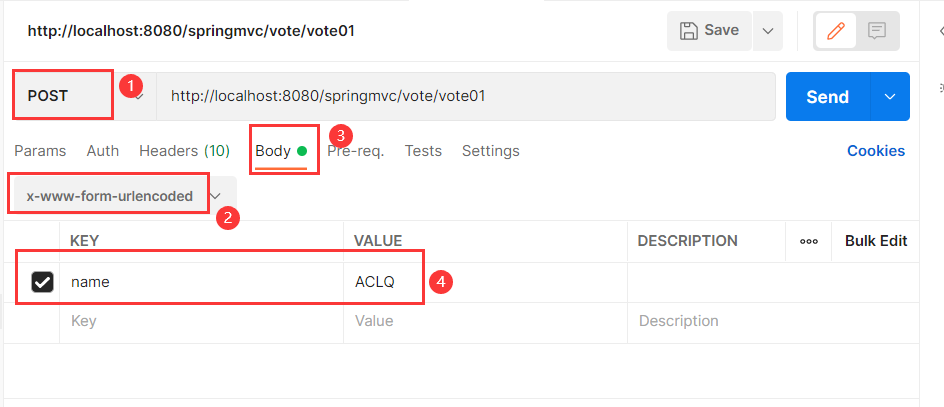 http://localhost:8080/springmvc/vote/vote01
Save
POST 1 http://localhost:8080/springmvc/vote/vote01 Send
3
Params Auth Headers (10) Body Pre-req. Tests Settings Cookies
x-www-form-urlencoded
2
KEY VALUE DESCRIPTION Bulk Edit
name ACLQ 4
Key Value Description